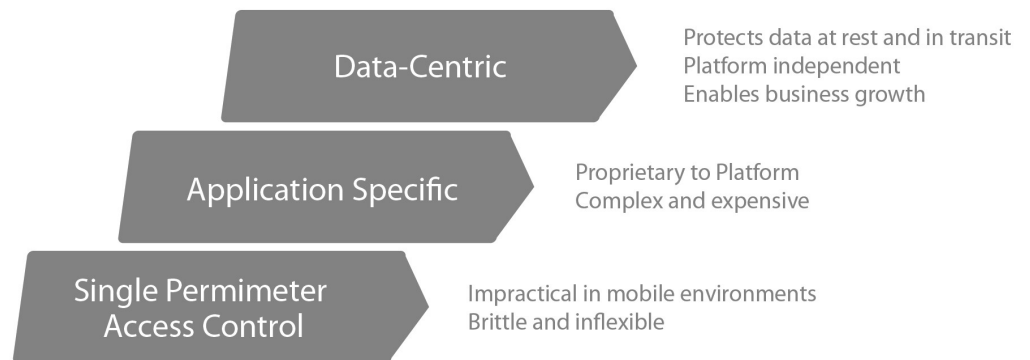 Data-Centric
Protects data at rest and in transit
Platform independent
Enables business growth
Application Specific
Proprietary to Platform
Complex and expensive
Single Permimeter
Access Control
Impractical in mobile environments
Brittle and inflexible